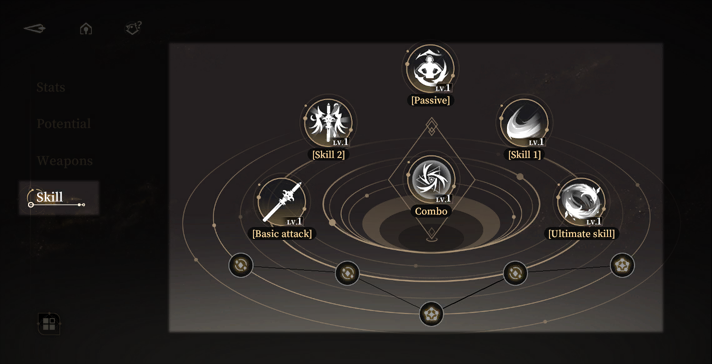 Stats
Potential
Weapons
Skill
LV.1
[Passive]
LV.1
[Skill 2]
LV.1
[Skill 1]
LV.1
Combo
LV.1
[Basic attack]
LV.1
[Ultimate skill]